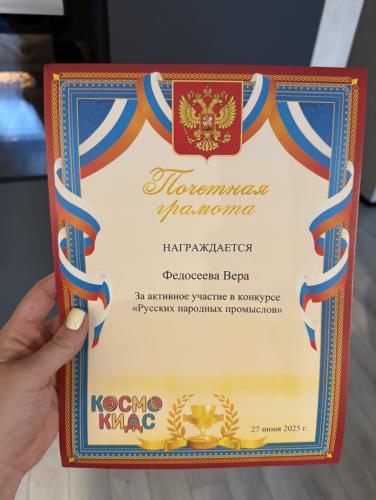 Почетная
грамота
НАГРАЖДАЕТСЯ
Федосеева Вера
За активное участие в конкурсе
«Русских народных промыслов»
КОСМО
КИДС
27 июня 2025 г.